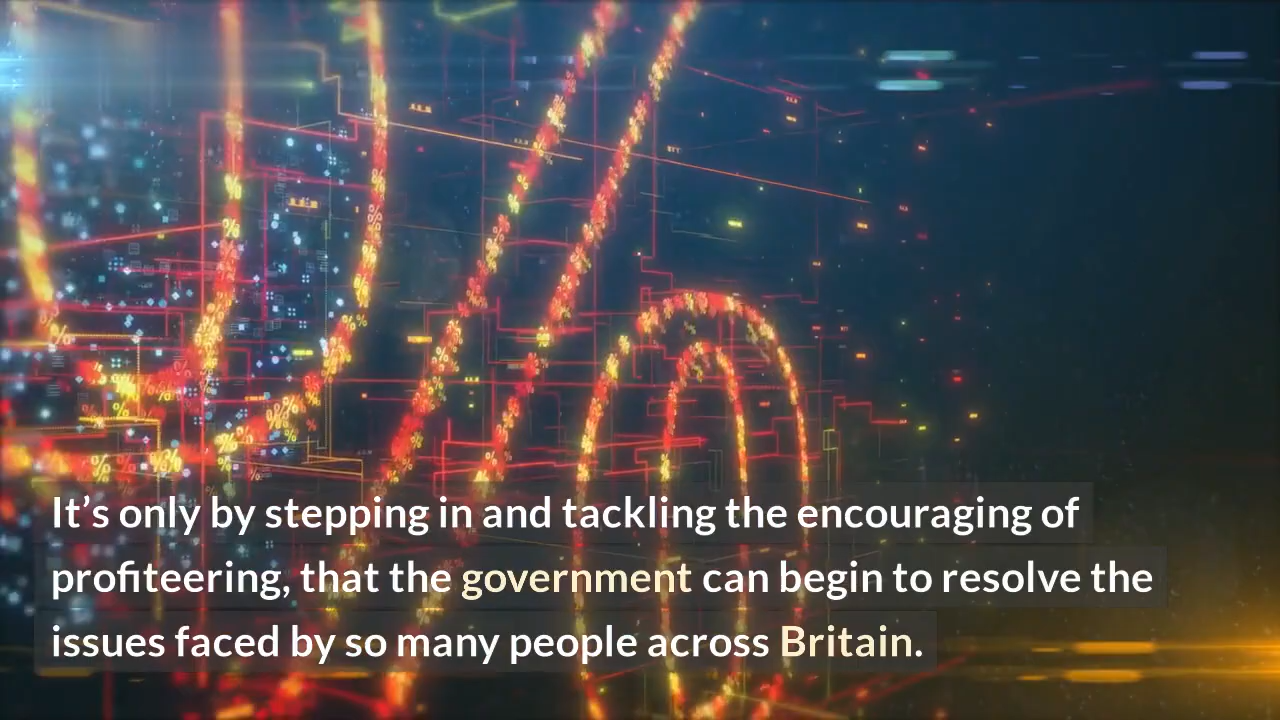 It’s only by stepping in and tackling the encouraging of
profiteering, that the government can begin to resolve the
issues faced by so many people across Britain.